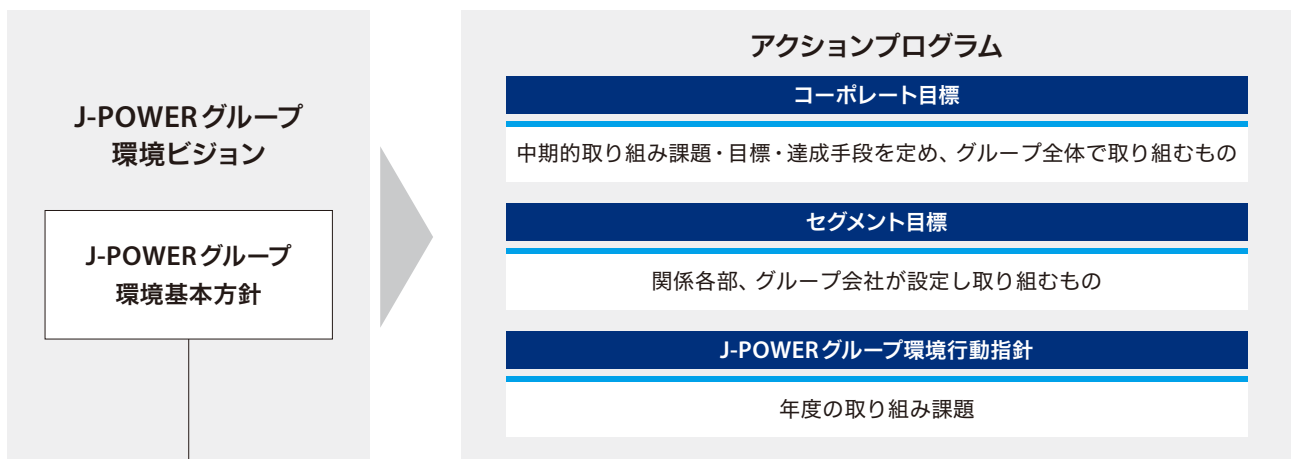 J-POWERグループ
環境ビジョン
J-POWERグループ
環境基本方針
アクションプログラム
コーポレート目標
中期的取り組み課題・目標・達成手段を定め、グループ全体で取り組むもの
セグメント目標
関係各部、グループ会社が設定し取り組むもの
J-POWERグループ環境行動指針
年度の取り組み課題